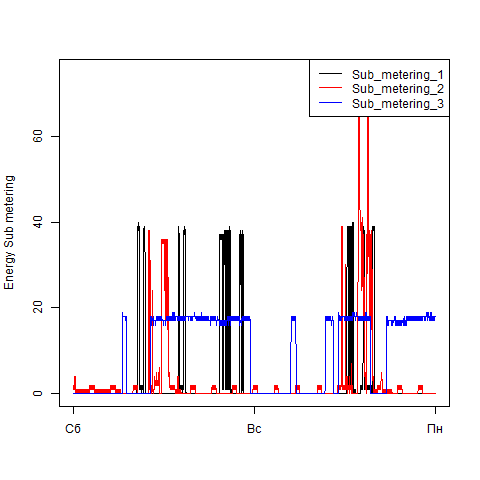 Sub_metering_1
Sub_metering_2
Sub_metering_3
Energy Sub metering
60
40
20
0
Сб
Вс
Пн